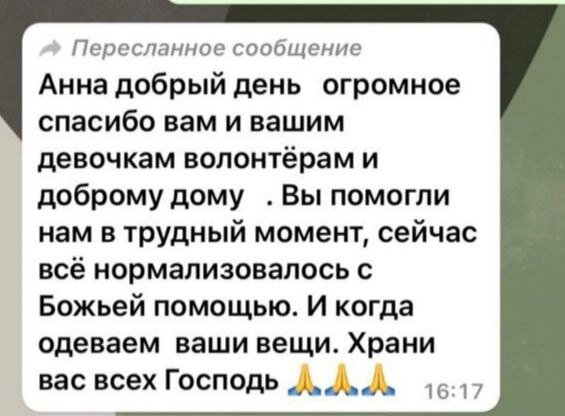 Пересланное сообщение
Анна добрый день огромное
спасибо вам и вашим
девочкам волонтёрам и
доброму дому . Вы помогли
нам в трудный момент, сейчас
всё нормализовалось с
Божьей помощью. И когда
одеваем ваши вещи. Храни
вас всех Господь 🙏🙏🙏
16:17